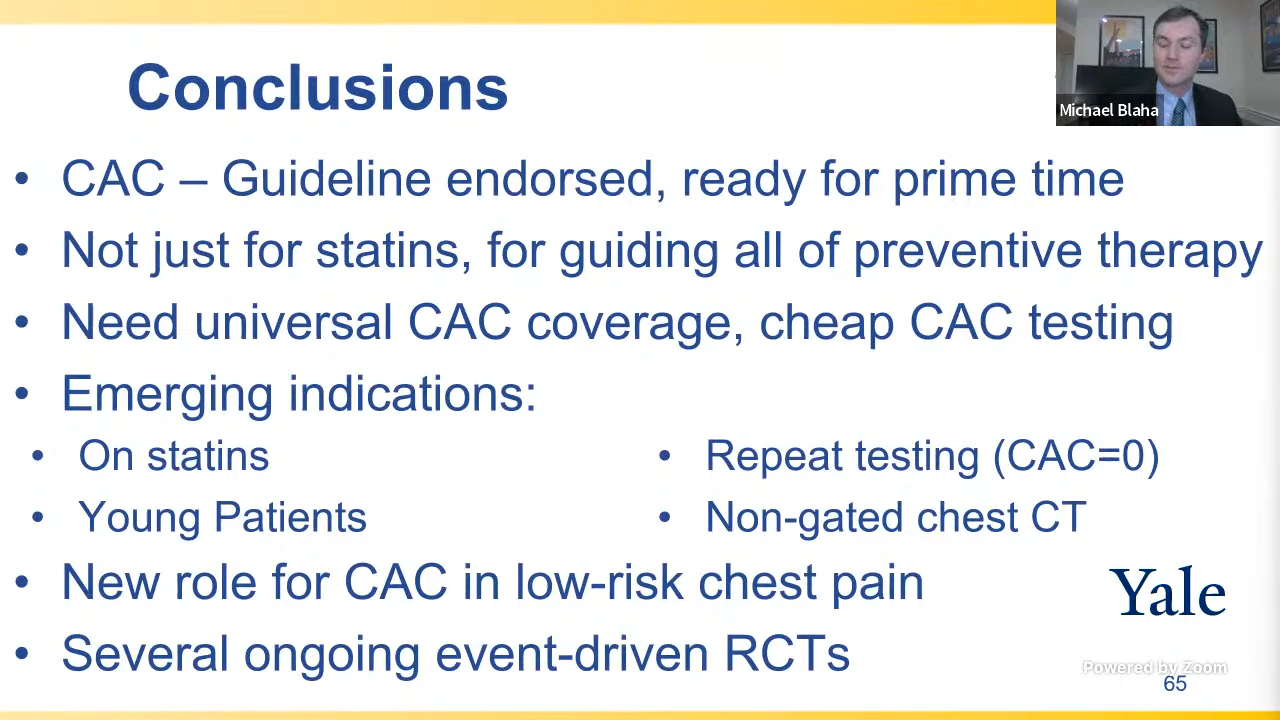 Conclusions
Michael Blaha
• CAC – Guideline endorsed, ready for prime time
• Not just for statins, for guiding all of preventive therapy
• Need universal CAC coverage, cheap CAC testing
• Emerging indications:
• On statins
• Repeat testing (CAC=0)
• Young Patients
• Non-gated chest CT
• New role for CAC in low-risk chest pain
Yale
• Several ongoing event-driven RCTs
Powered by Zoom
65